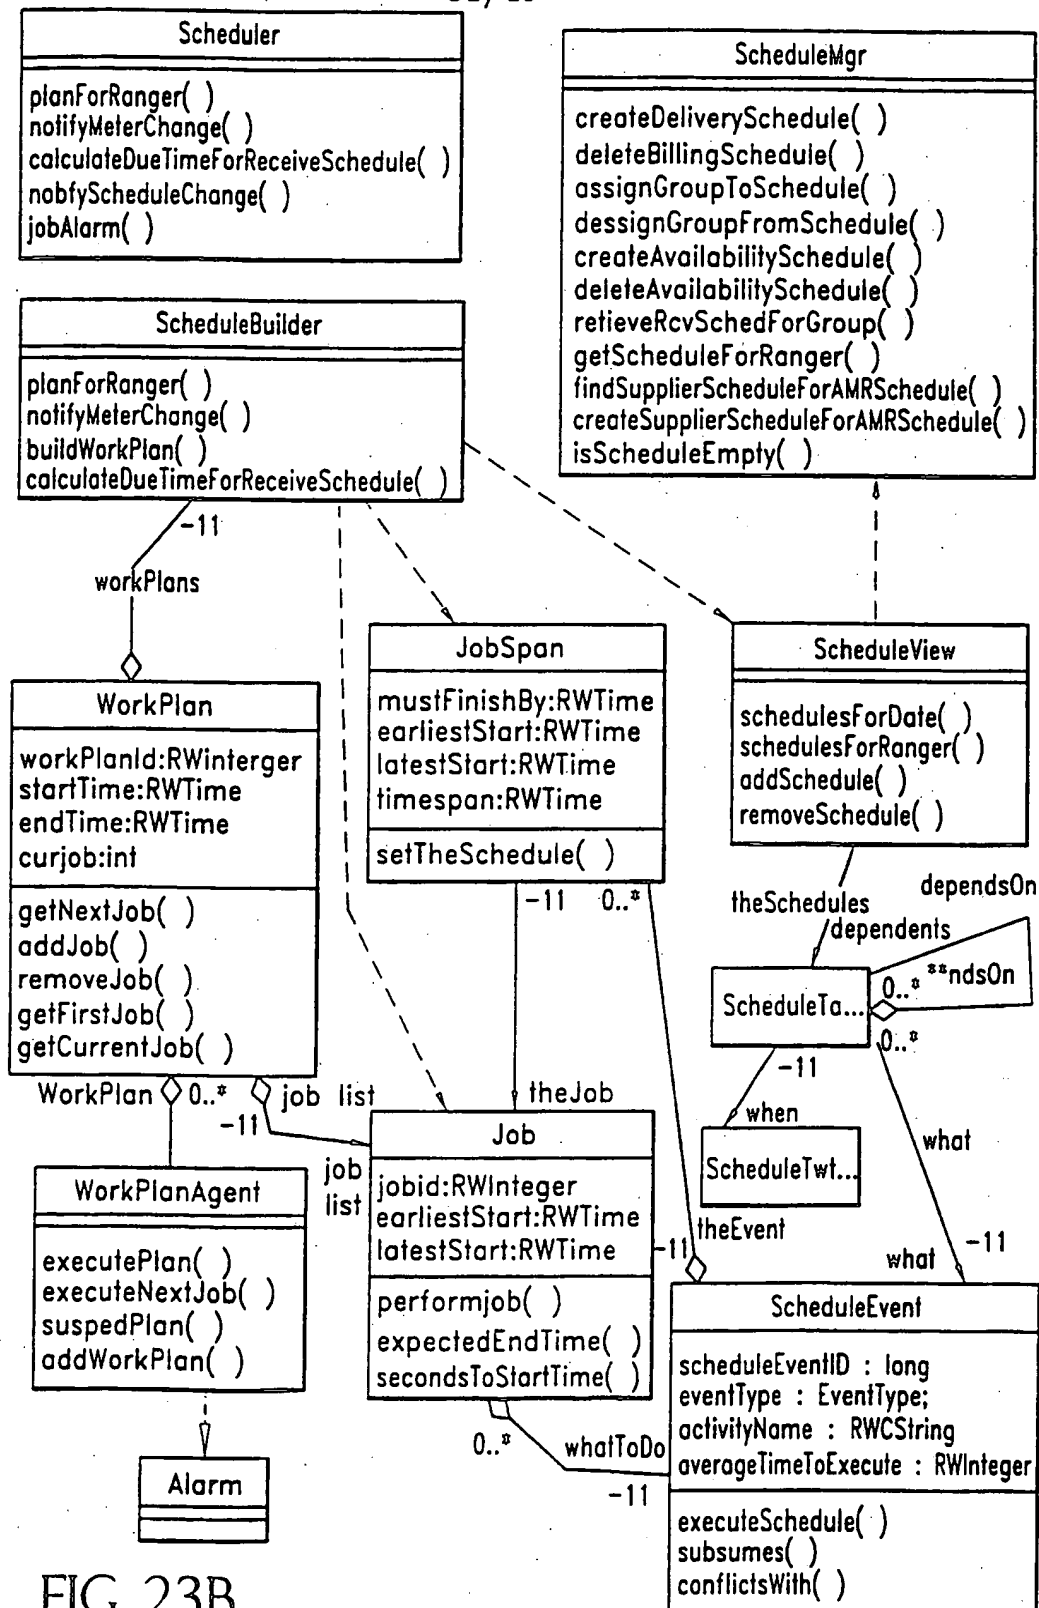 Scheduler
planForRanger( )
notifyMeterChange( )
calculateDueTimeForReceiveSchedule( )
nobfyScheduleChange( )
jobAlarm( )
ScheduleMgr
createDeliverySchedule( )
deleteBillingSchedule( )
assignGroupToSchedule( )
dessignGroupFromSchedule( )
createAvailabilitySchedule( )
deleteAvailabilitySchedule( )
retieveRcvSchedForGroup( )
getScheduleForRanger( )
findSupplierScheduleForAMRSchedule( )
createSupplierScheduleForAMRSchedule( )
isScheduleEmpty( )
ScheduleBuilder
planForRanger( )
notifyMeterChange( )
buildWorkPlan( )
calculateDueTimeForReceiveSchedule( )
-11
workPlans
WorkPlan
workPlanId:RWinterger
startTime:RWTime
endTime:RWTime
curjob:int
getNextJob( )
addJob( )
removeJob( )
getFirstJob( )
getCurrentJob( )
JobSpan
mustFinishBy:RWTime
earliestStart:RWTime
latestStart:RWTime
timespan:RWTime
setTheSchedule( )
-11 0..*
ScheduleView
schedulesForDate( )
schedulesForRanger( )
addSchedule( )
removeSchedule( )
theSchedules
dependsOn
dependents
0..* **ndsOn
ScheduleTa...
0..*
-11
when
ScheduleTwt...
what
-11
what
WorkPlan 0..* job list
-11
job
list
theJob
Job
jobid:RWInteger
earliestStart:RWTime
latestStart:RWTime
performjob( )
expectedEndTime( )
secondsToStartTime( )
theEvent
-11
WorkPlanAgent
executePlan( )
executeNextJob( )
suspedPlan( )
addWorkPlan( )
Alarm
0..* whatToDo
-11
ScheduleEvent
scheduleEventID : long
eventType : EventType;
activityName : RWCString
averageTimeToExecute : RWInteger
executeSchedule( )
subsumes( )
conflictsWith( )
FIG. 23B